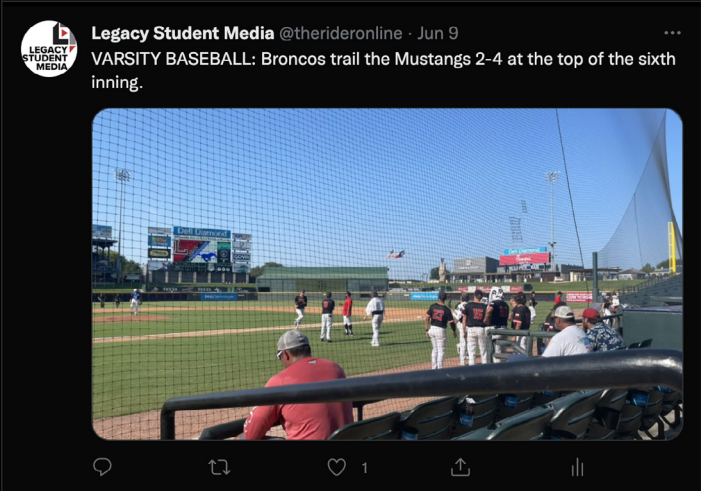 LEGACY
STUDENT
MEDIA
Legacy Student Media @therideronline · Jun 9
VARSITY BASEBALL: Broncos trail the Mustangs 2-4 at the top of the sixth
inning.
Dell Diamond
1